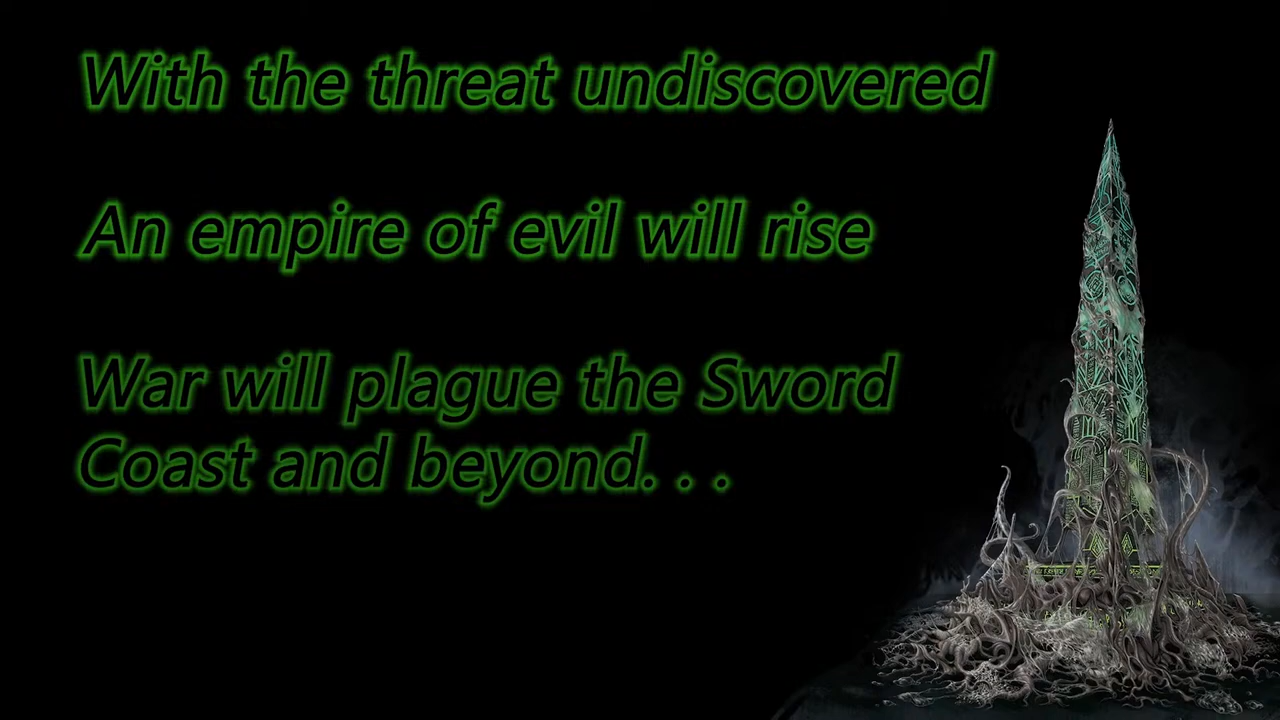 With the threat undiscovered
An empire of evil will rise
War will plague the Sword
Coast and beyond. . .